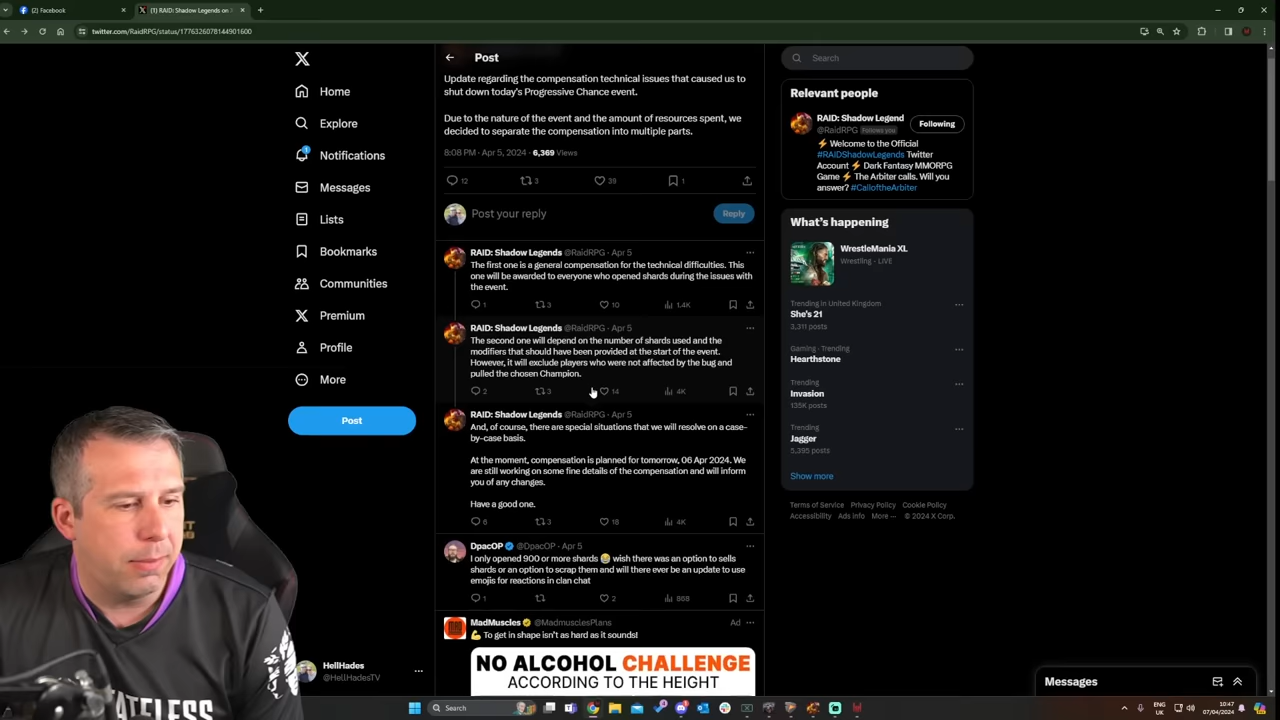 (2) Facebook
(1) RAID: Shadow Legends on
twitter.com/RaidRPG/status/1776326078144901600
Home
Explore
Notifications
1
Messages
Lists
Bookmarks
Communities
Premium
Profile
More
Post
HellHades
@HellHadesTV
Post
Update regarding the compensation technical issues that caused us to
shut down today's Progressive Chance event.
Due to the nature of the event and the amount of resources spent, we
decided to separate the compensation into multiple parts.
8:08 PM · Apr 5, 2024 · 6,369 Views
12 3 39 1
Post your reply
Reply
RAID: Shadow Legends @RaidRPG · Apr 5
The first one is a general compensation for the technical difficulties. This
one will be awarded to everyone who opened shards during the issues with
the event.
1 3 10 1.4K
RAID: Shadow Legends @RaidRPG · Apr 5
The second one will depend on the number of shards used and the
modifiers that should have been provided at the start of the event.
However, it will exclude players who were not affected by the bug and
pulled the chosen Champion.
2 3 14 4K
RAID: Shadow Legends @RaidRPG · Apr 5
And, of course, there are special situations that we will resolve on a case-
by-case basis.
At the moment, compensation is planned for tomorrow, 06 Apr 2024. We
are still working on some fine details of the compensation and will inform
you of any changes.
Have a good one.
6 3 18 4K
DpacOP @DpacOP · Apr 5
I only opened 900 or more shards 😭 wish there was an option to sells
shards or an option to scrap them and will there ever be an update to use
emojis for reactions in clan chat
1 2 868
MadMuscles @MadmusclesPlans Ad
💪 To get in shape isn't as hard as it sounds!
NO ALCOHOL CHALLENGE
ACCORDING TO THE HEIGHT
Search
Relevant people
RAID: Shadow Legend
@RaidRPG Follows you
Following
⚡ Welcome to the Official
#RAIDShadowLegends Twitter
Account ⚡ Dark Fantasy MMORPG
Game ⚡ The Arbiter calls. Will you
answer? #CalloftheArbiter
What's happening
WrestleMania XL
Wrestling · LIVE
Trending in United Kingdom
She's 21
3,311 posts
Gaming · Trending
Hearthstone
Trending
Invasion
135K posts
Trending
Jagger
5,395 posts
Show more
Terms of Service Privacy Policy Cookie Policy
Accessibility Ads info More ··· © 2024 X Corp.
Messages
Search
ENG
UK
10:47
07/04/2024